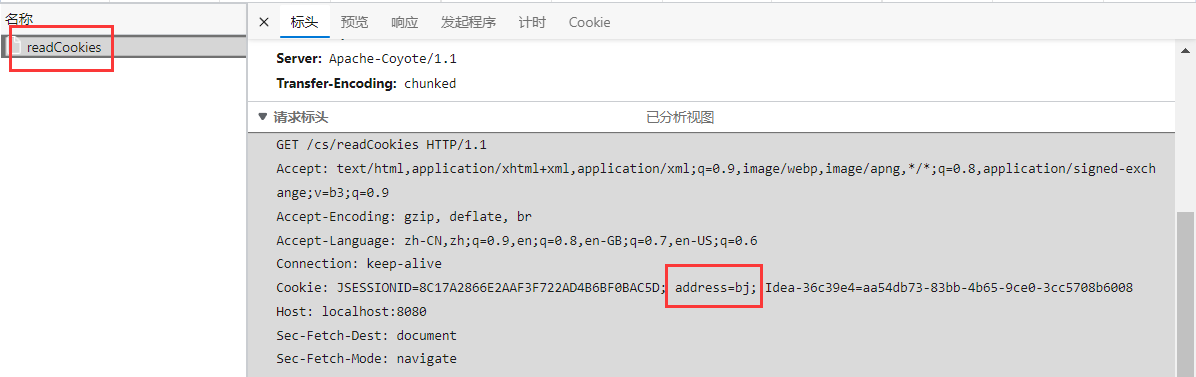 名称
readCookies
× 标头 预览 响应 发起程序 计时 Cookie
Server: Apache-Coyote/1.1
Transfer-Encoding: chunked
▼ 请求标头 已分析视图
GET /cs/readCookies HTTP/1.1
Accept: text/html,application/xhtml+xml,application/xml;q=0.9,image/webp,image/apng,*/*;q=0.8,application/signed-exch
ange;v=b3;q=0.9
Accept-Encoding: gzip, deflate, br
Accept-Language: zh-CN,zh;q=0.9,en;q=0.8,en-GB;q=0.7,en-US;q=0.6
Connection: keep-alive
Cookie: JSESSIONID=8C17A2866E2AAF3F722AD4B6BF0BAC5D; address=bj; Idea-36c39e4=aa54db73-83bb-4b65-9ce0-3cc5708b6008
Host: localhost:8080
Sec-Fetch-Dest: document
Sec-Fetch-Mode: navigate